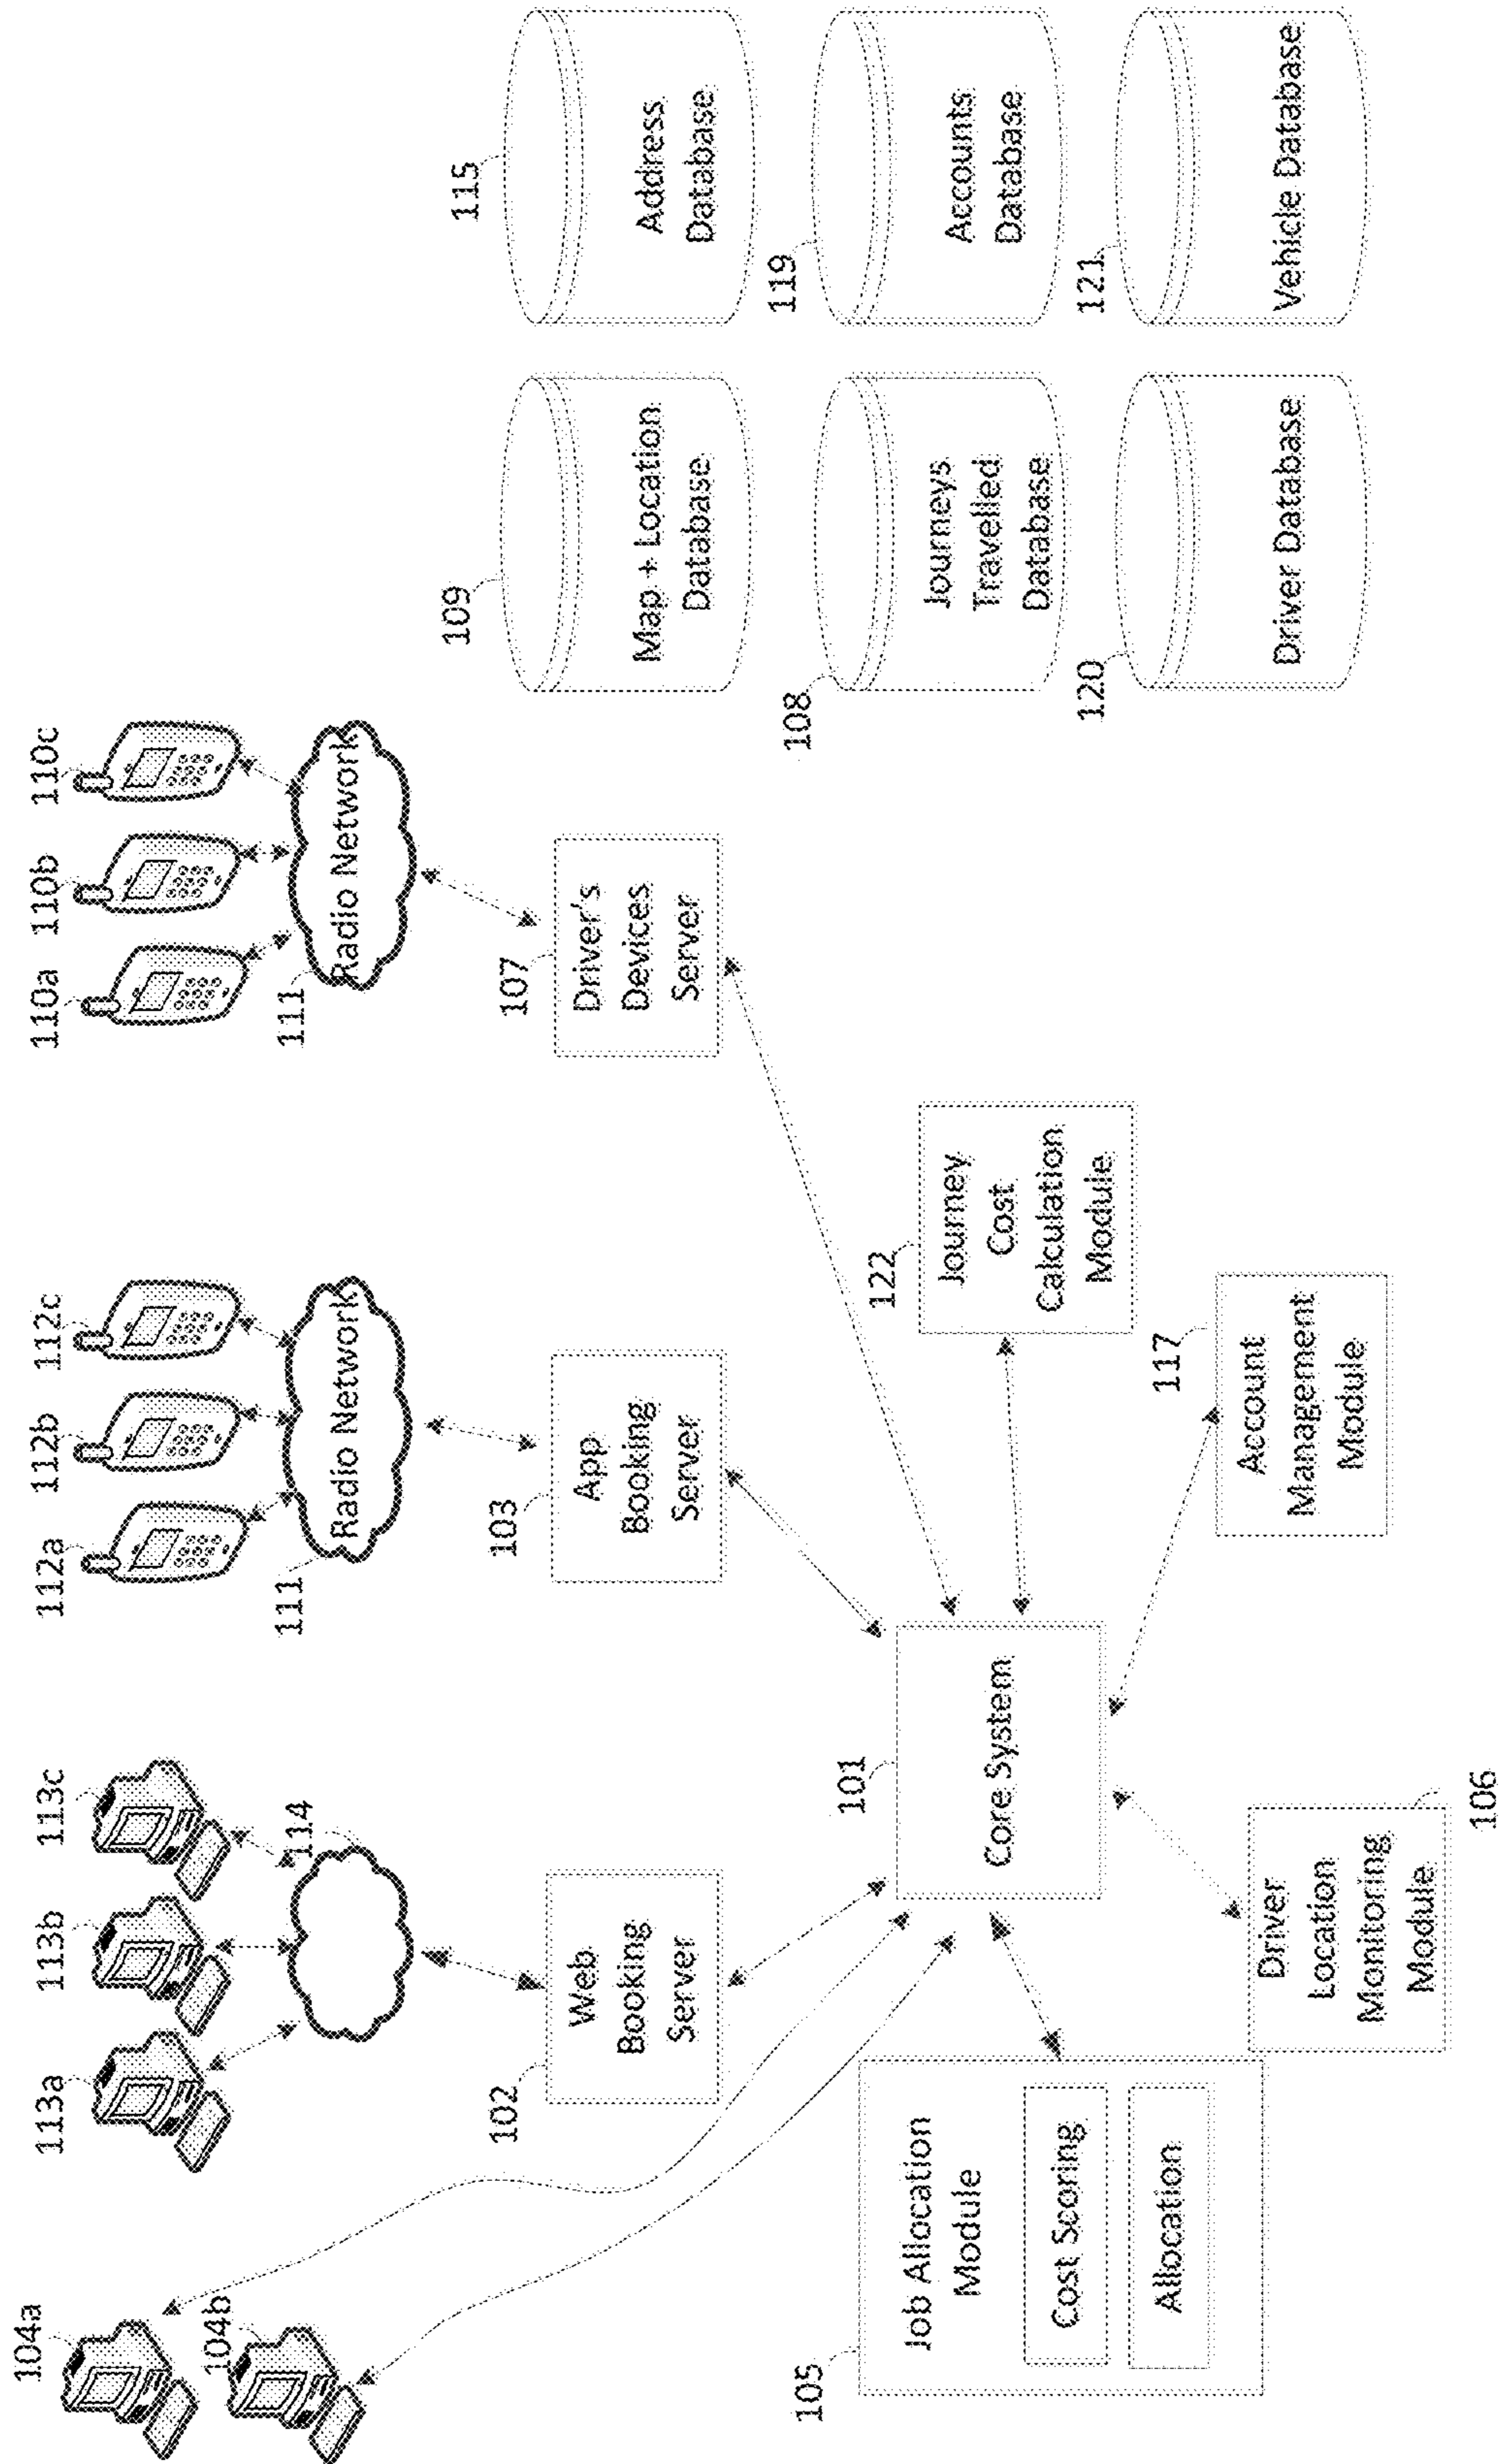 104a
104b
113a
113b
113c
114
112a
112b
112c
111
Radio Network
110a
110b
110c
111
Radio Network
102
Web
Booking
Server
103
App
Booking
Server
107
Driver's
Devices
Server
109
Map + Location
Database
115
Address
Database
108
Journeys
Travelled
Database
119
Accounts
Database
120
Driver Database
121
Vehicle Database
101
Core System
122
Journey
Cost
Calculation
Module
117
Account
Management
Module
105
Job Allocation
Module
Cost Scoring
Allocation
Driver
Location
Monitoring
Module
106